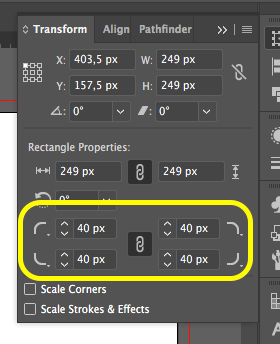 Transform Align Pathfinder
X: 403,5 px W: 249 px
Y: 157,5 px H: 249 px
0° 0°
Rectangle Properties:
249 px 249 px
0°
40 px 40 px
40 px 40 px
Scale Corners
Scale Strokes & Effects